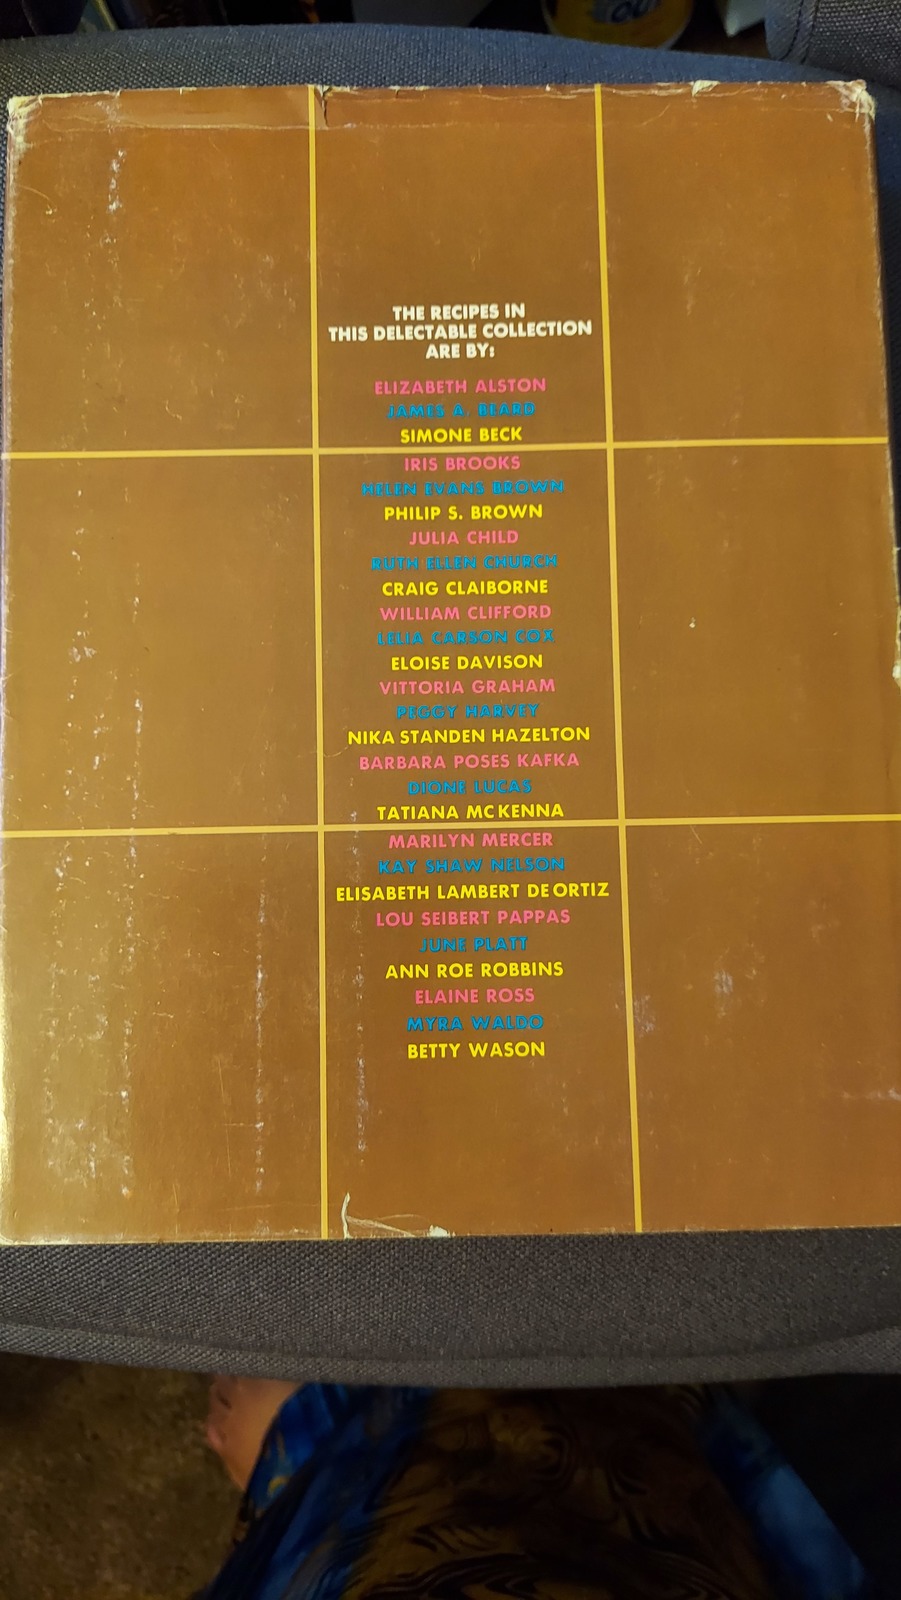 THE RECIPES IN
THIS DELECTABLE COLLECTION
ARE BY:
ELIZABETH ALSTON
JAMES A. BEARD
SIMONE BECK
IRIS BROOKS
HELEN EVANS BROWN
PHILIP S. BROWN
JULIA CHILD
RUTH ELLEN CHURCH
CRAIG CLAIBORNE
WILLIAM CLIFFORD
LELIA CARSON COX
ELOISE DAVISON
VITTORIA GRAHAM
PEGGY HARVEY
NIKA STANDEN HAZELTON
BARBARA POSES KAFKA
DIONE LUCAS
TATIANA MCKENNA
MARILYN MERCER
KAY SHAW NELSON
ELISABETH LAMBERT DE ORTIZ
LOU SEIBERT PAPPAS
JUNE PLATT
ANN ROE ROBBINS
ELAINE ROSS
MYRA WALDO
BETTY WASON